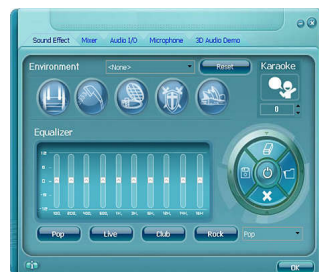 Sound Effect Mixer Audio I/O Microphone 3D Audio Demo
Environment <None> Reset Karaoke
0
Equalizer
Pop Live Club Rock Pop
OK